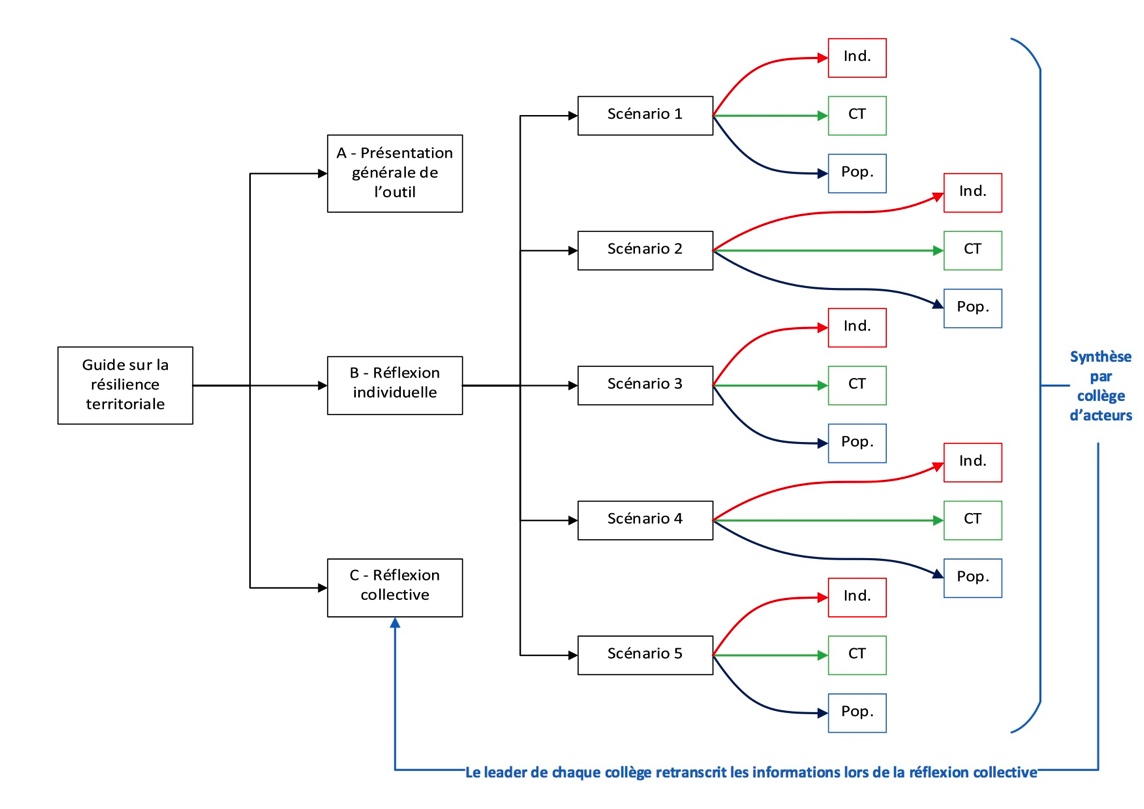 Guide sur la
résilience
territoriale
A - Présentation
générale de
l'outil
B - Réflexion
individuelle
C - Réflexion
collective
Scénario 1
Ind.
CT
Pop.
Scénario 2
Ind.
CT
Pop.
Scénario 3
Ind.
CT
Pop.
Scénario 4
Ind.
CT
Pop.
Scénario 5
Ind.
CT
Pop.
Synthèse
par
collège
d'acteurs
Le leader de chaque collège retranscrit les informations lors de la réflexion collective